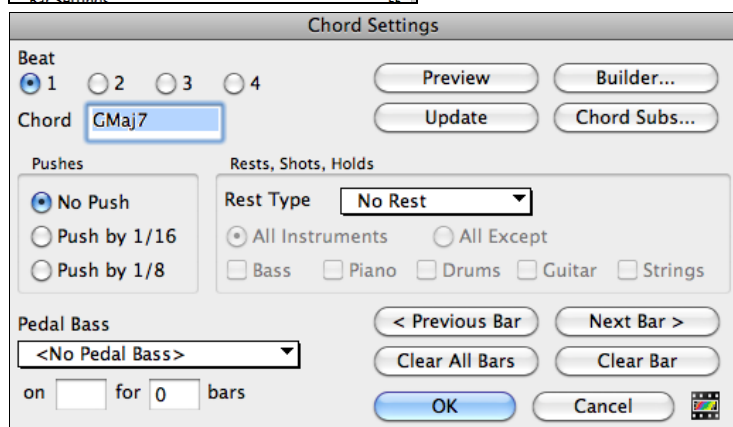 Chord Settings
Beat
1 2 3 4
Preview
Builder...
Chord GMaj7
Update
Chord Subs...
Pushes
Rests, Shots, Holds
No Push
Rest Type No Rest
Push by 1/16
All Instruments All Except
Push by 1/8
Bass Piano Drums Guitar Strings
Pedal Bass
< Previous Bar
Next Bar >
<No Pedal Bass>
Clear All Bars
Clear Bar
on for 0 bars
OK
Cancel